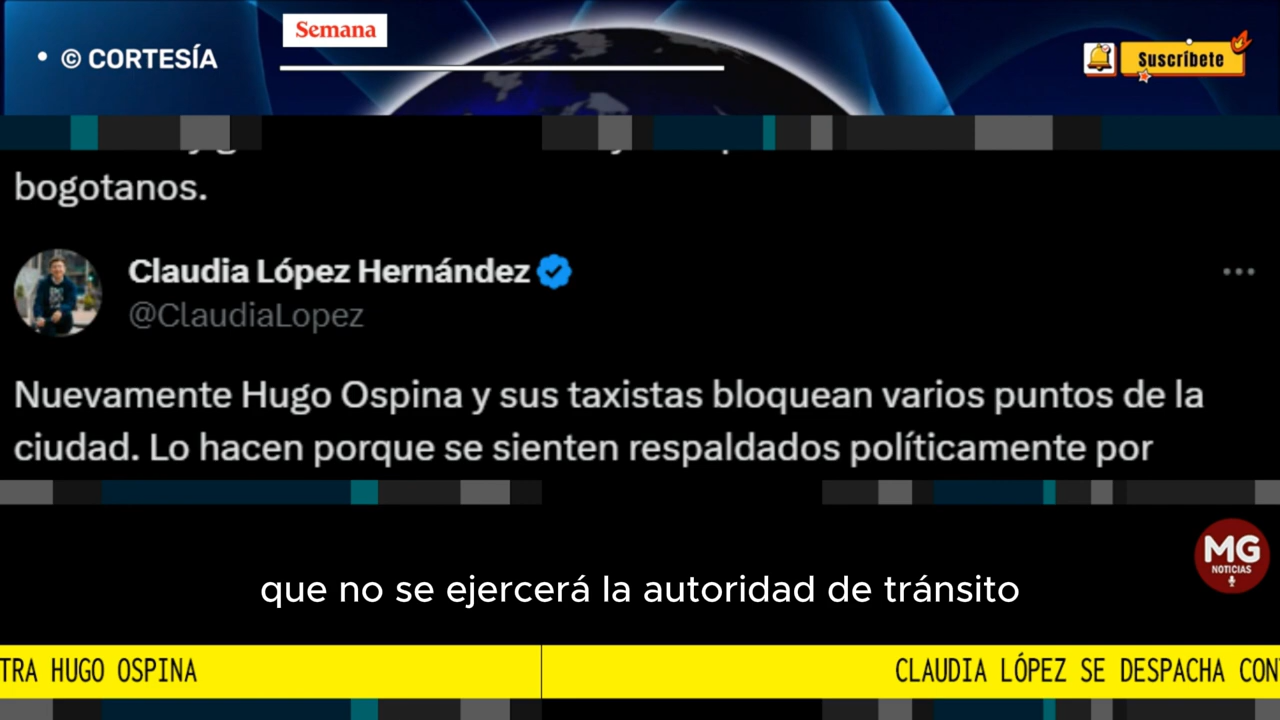 Semana
© CORTESÍA
Suscríbete
bogotanos.
Claudia López Hernández
@ClaudiaLopez
Nuevamente Hugo Ospina y sus taxistas bloquean varios puntos de la
ciudad. Lo hacen porque se sienten respaldados políticamente por
MG
NOTICIAS
que no se ejercerá la autoridad de tránsito
TRA HUGO OSPINA
CLAUDIA LÓPEZ SE DESPACHA CON